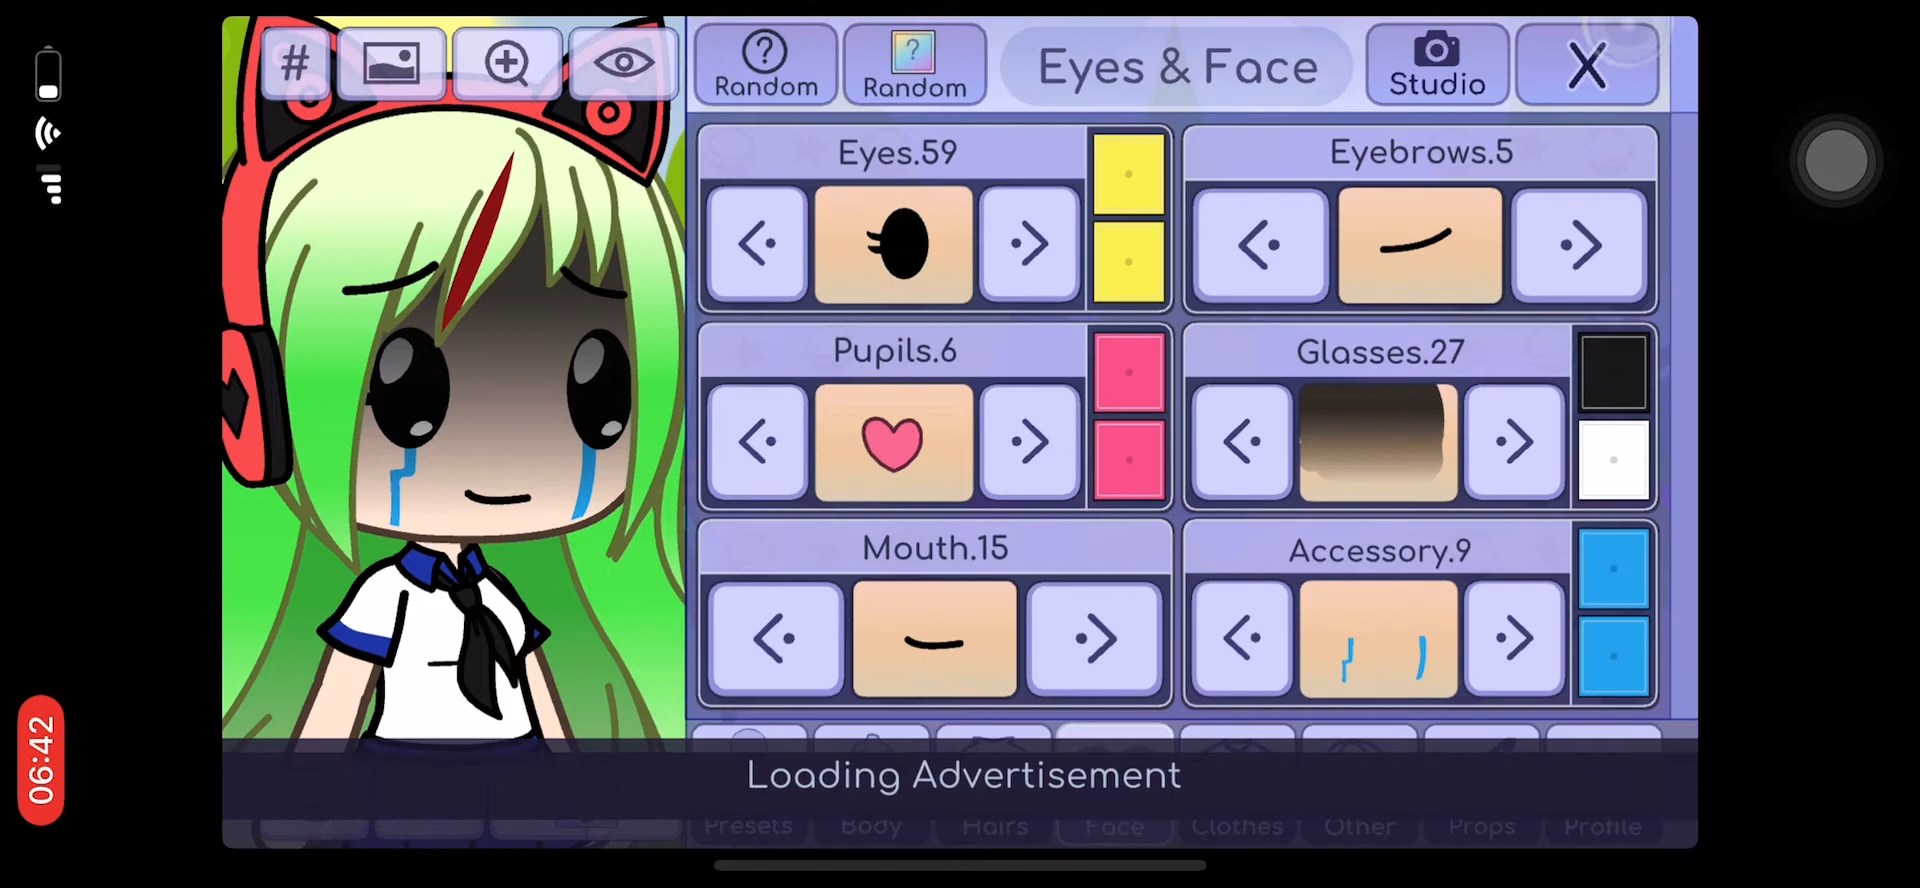 #
?
Random
?
Random
Eyes & Face
Studio
X
Eyes.59
Eyebrows.5
Pupils.6
Glasses.27
Mouth.15
Accessory.9
Loading Advertisement
Presets
Body
Hairs
Face
Clothes
Other
Props
Profile
06:42